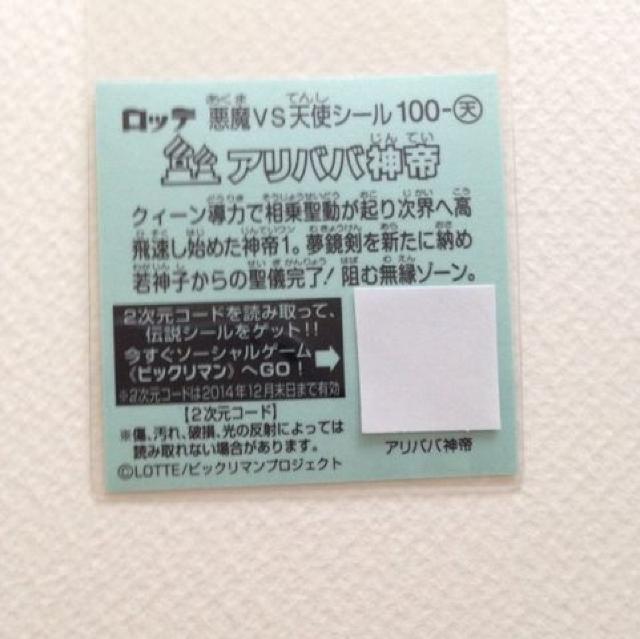 ロッテ 悪魔VS天使シール 100-天
アリババ神帝
クィーン導力で相乗聖動が起り次界へ高
飛速し始めた神帝1。夢鏡剣を新たに納め
若神子からの聖儀完了!阻む無縁ゾーン。
2次元コードを読み取って、
伝説シールをゲット!!
今すぐソーシャルゲーム
《ビックリマン》へGO!
※2次元コードは2014年12月末日まで有効
【2次元コード】
※傷、汚れ、破損、光の反射によっては
読み取れない場合があります。
©LOTTE/ビックリマンプロジェクト
アリババ神帝